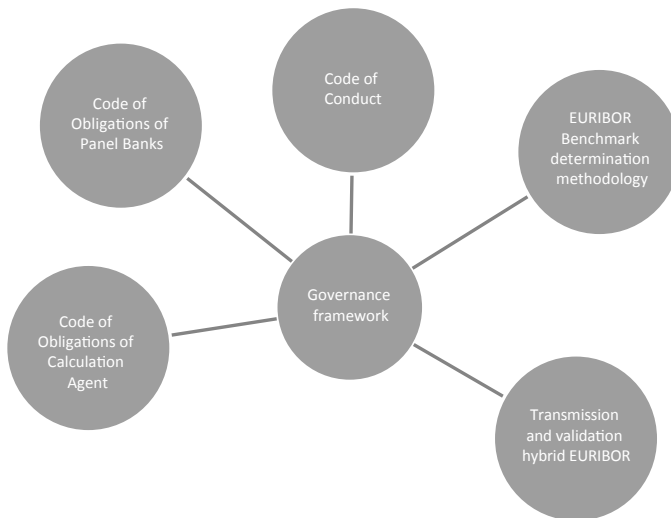 Code of
Conduct
Code of
Obligations of
Panel Banks
EURIBOR
Benchmark
determination
methodology
Governance
framework
Code of
Obligations of
Calculation
Agent
Transmission
and validation
hybrid EURIBOR